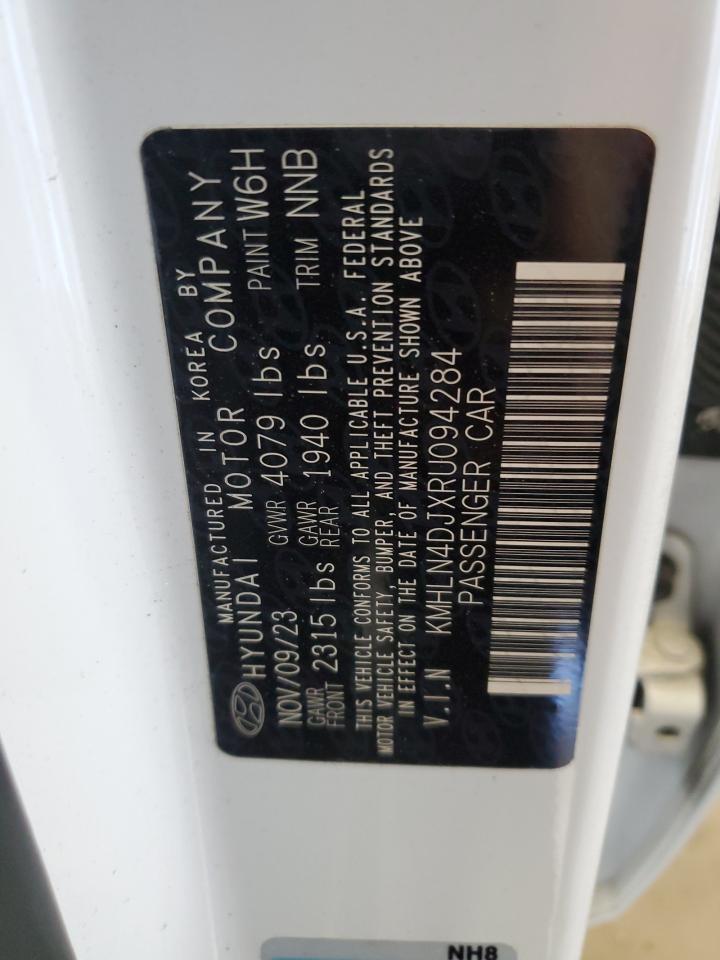 MANUFACTURED IN KOREA BY
HYUNDAI MOTOR COMPANY
NOV/09/23 GVWR 4079 lbs PAINT W6H
GAWR FRONT 2315 lbs GAWR REAR 1940 lbs TRIM NNB
THIS VEHICLE CONFORMS TO ALL APPLICABLE U.S.A. FEDERAL
MOTOR VEHICLE SAFETY, BUMPER, AND THEFT PREVENTION STANDARDS
IN EFFECT ON THE DATE OF MANUFACTURE SHOWN ABOVE
V.I.N KMHLN4DJXRU094284
PASSENGER CAR
NH8